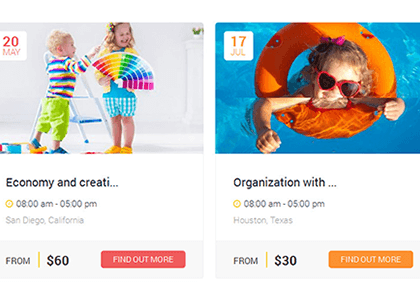 20
MAY
Economy and creati...
08:00 am - 05:00 pm
San Diego, California
FROM $60 FIND OUT MORE
17
JUL
Organization with ...
08:00 am - 05:00 pm
Houston, Texas
FROM $30 FIND OUT MORE